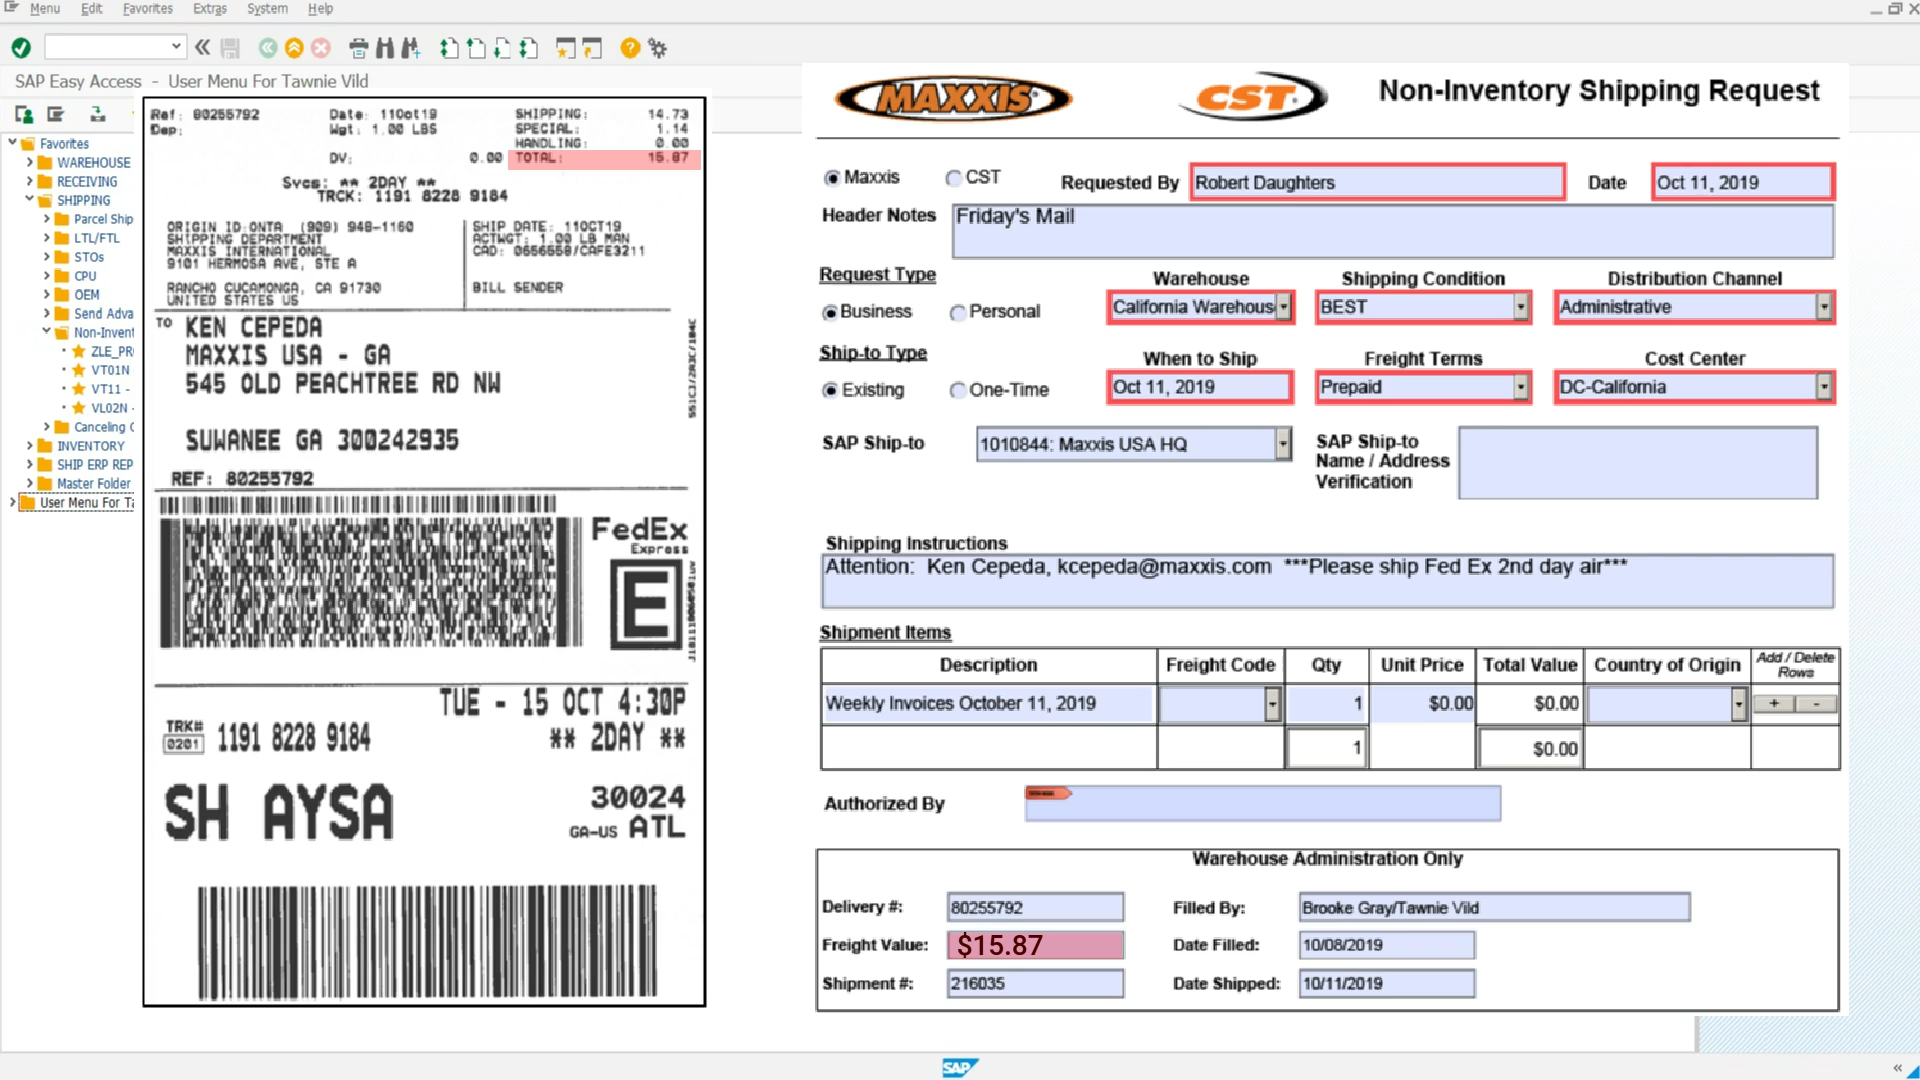 Menu Edit Favorites Extras System Help
SAP Easy Access - User Menu For Tawnie Vild
Favorites
WAREHOUSE
RECEIVING
SHIPPING
Parcel Ship
LTL/FTL
STOs
CPU
OEM
Send Adva
Non-Invent
ZLE_PR
VT01N
VT11 -
VL02N -
Canceling
INVENTORY
SHIP ERP REP
Master Folder
User Menu For Ta
Ref: 80255792 Date: 11Oct19 SHIPPING: 14.73
Dep: Wgt: 1.00 LBS SPECIAL: 1.14
HANDLING: 0.00
DV: 0.00 TOTAL: 15.87
Svcs: ** 2DAY **
TRCK: 1191 8228 9184
ORIGIN ID:ONTA (909) 948-1160
SHIPPING DEPARTMENT
MAXXIS INTERNATIONAL
9101 HERMOSA AVE, STE A
RANCHO CUCAMONGA, CA 91730
UNITED STATES US
SHIP DATE: 11OCT19
ACTWGT: 1.00 LB MAN
CAD: 0656558/CAFE3211
BILL SENDER
TO KEN CEPEDA
MAXXIS USA - GA
545 OLD PEACHTREE RD NW
SUWANEE GA 300242935
REF: 80255792
FedEx
Express
E
TUE - 15 OCT 4:30P
** 2DAY **
TRK#
0201
1191 8228 9184
SH AYSA
30024
GA-US ATL
MAXXIS CST Non-Inventory Shipping Request
Maxxis CST Requested By Robert Daughters Date Oct 11, 2019
Header Notes Friday's Mail
Request Type Warehouse Shipping Condition Distribution Channel
Business Personal California Warehous BEST Administrative
Ship-to Type When to Ship Freight Terms Cost Center
Existing One-Time Oct 11, 2019 Prepaid DC-California
SAP Ship-to 1010844: Maxxis USA HQ
SAP Ship-to
Name / Address
Verification
Shipping Instructions
Attention: Ken Cepeda, kcepeda@maxxis.com ***Please ship Fed Ex 2nd day air***
Shipment Items
Description Freight Code Qty Unit Price Total Value Country of Origin Add / Delete Rows
Weekly Invoices October 11, 2019 1 $0.00 $0.00 + -
1 $0.00
Authorized By
Warehouse Administration Only
Delivery #: 80255792 Filled By: Brooke Gray/Tawnie Vild
Freight Value: $15.87 Date Filled: 10/08/2019
Shipment #: 216035 Date Shipped: 10/11/2019
SAP